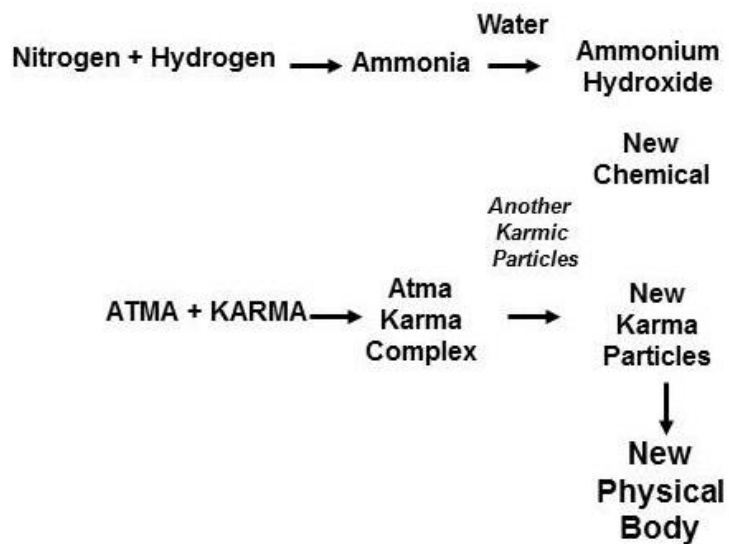 Water
Nitrogen + Hydrogen
Ammonia
Ammonium
Hydroxide
New
Chemical
Another
Karmic
Particles
ATMA + KARMA
Atma
Karma
Complex
New
Karma
Particles
New
Physical
Body